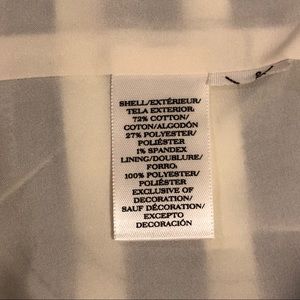 SHELL/EXTÉRIEUR/
TELA EXTERIOR:
72% COTTON/
COTON/ALGODÓN
27% POLYESTER/
POLIÉSTER
1% SPANDEX
LINING/DOUBLURE/
FORRO:
100% POLYESTER/
POLIÉSTER
EXCLUSIVE OF
DECORATION/
SAUF DÉCORATION/
EXCEPTO
DECORACIÓN